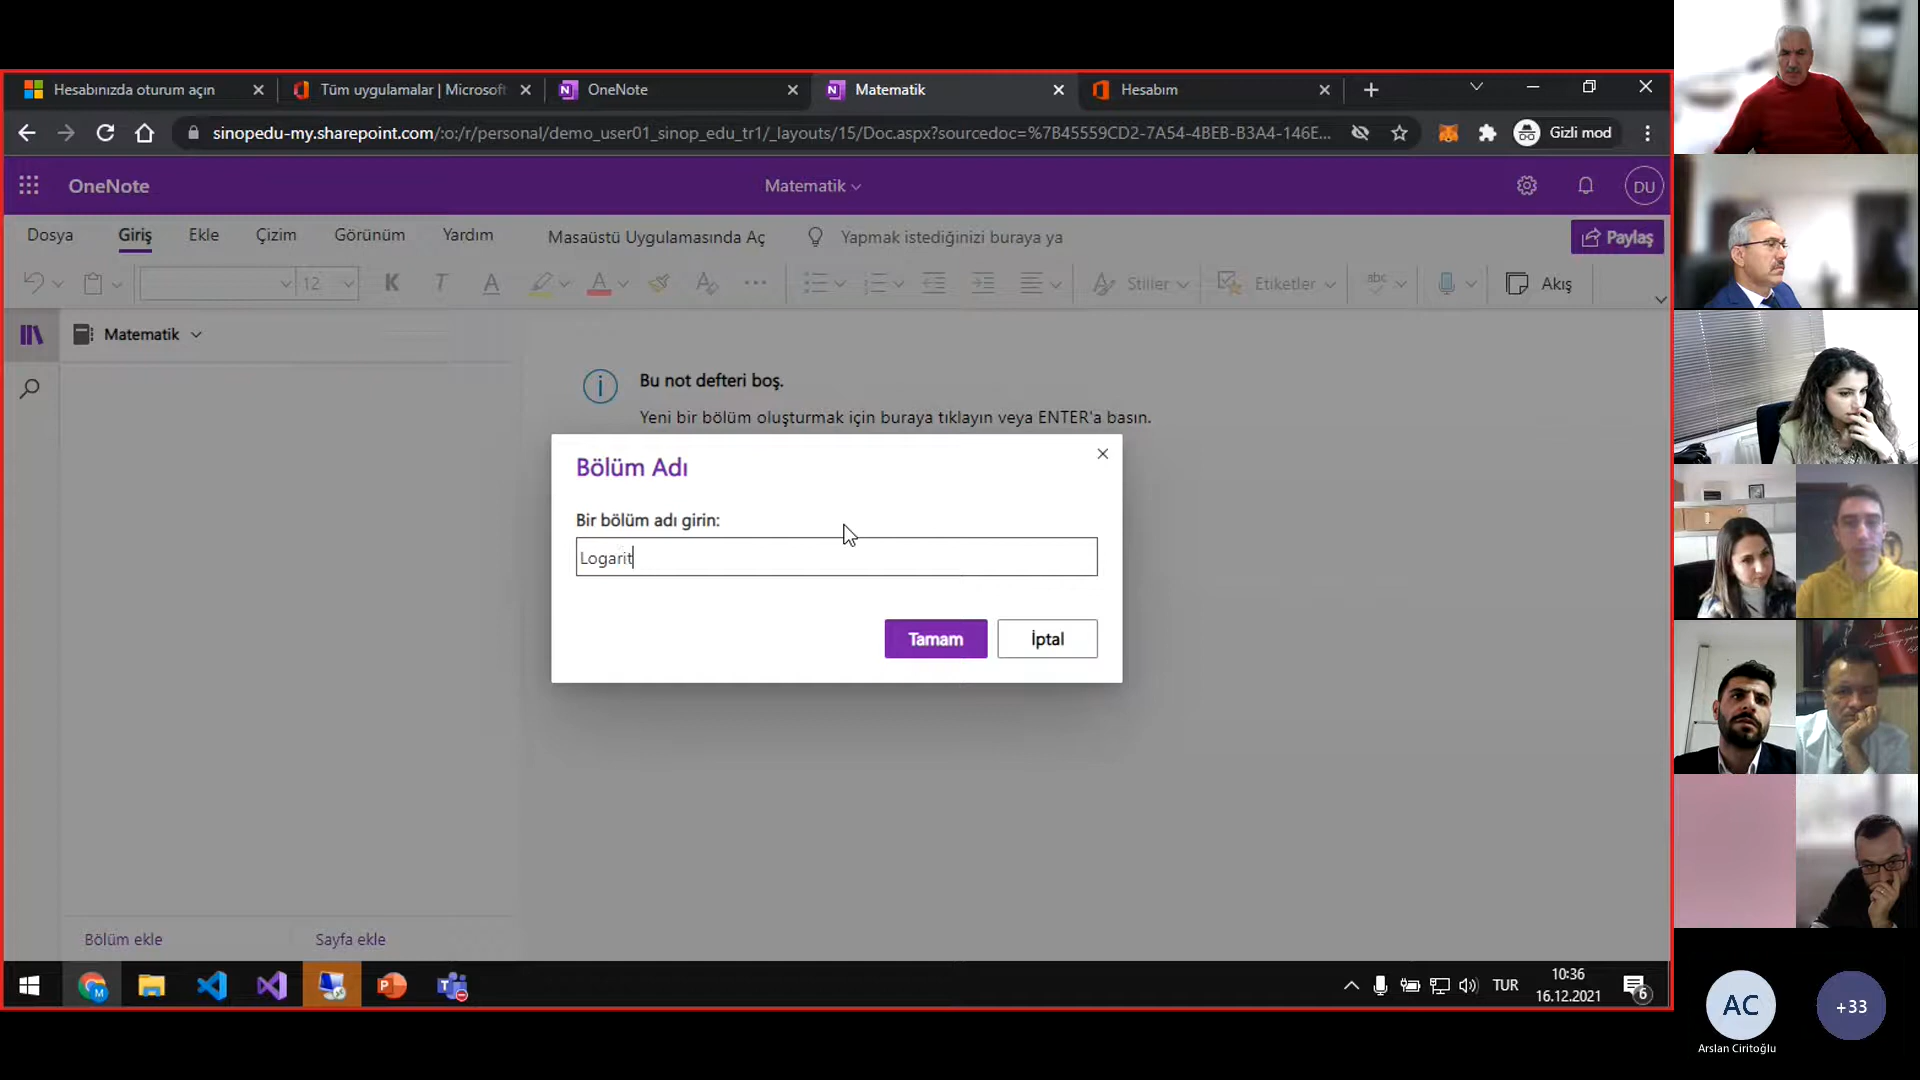 Hesabınızda oturum açın
Tüm uygulamalar | Microsoft
OneNote
Matematik
Hesabım
sinopedu-my.sharepoint.com/:o:/r/personal/demo_user01_sinop_edu_tr1/_layouts/15/Doc.aspx?sourcedoc=%7B45559CD2-7A54-4BEB-B3A4-146E...
Gizli mod
OneNote
Matematik
DU
Dosya
Giriş
Ekle
Çizim
Görünüm
Yardım
Masaüstü Uygulamasında Aç
Yapmak istediğinizi buraya ya
Paylaş
12
K
T
A
A
Stiller
Etiketler
abc
Akış
Matematik
Bu not defteri boş.
Yeni bir bölüm oluşturmak için buraya tıklayın veya ENTER'a basın.
Bölüm Adı
Bir bölüm adı girin:
Logarit
Tamam
İptal
Bölüm ekle
Sayfa ekle
TUR
10:36
16.12.2021
6
AC
Arslan Ciritoğlu
+33